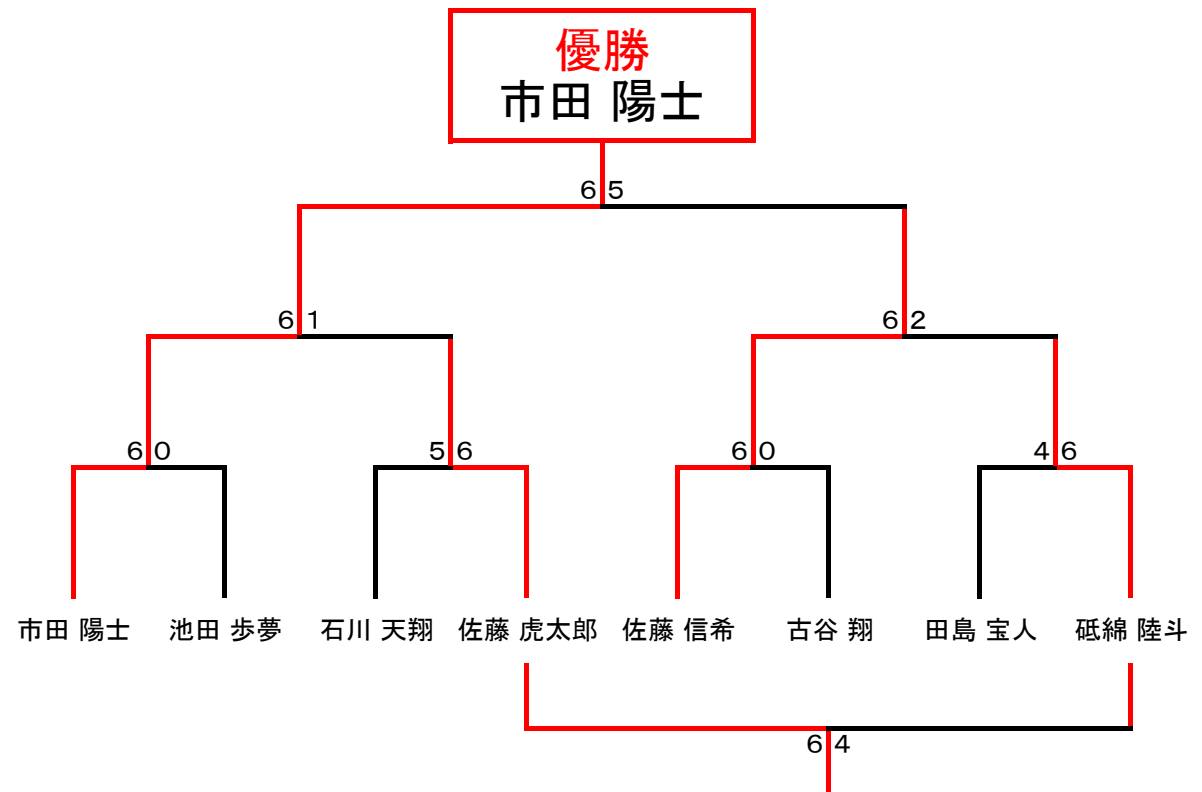 優勝
市田 陽士
6 5
6 1
6 2
6 0
5 6
6 0
4 6
市田 陽士
池田 歩夢
石川 天翔
佐藤 虎太郎
佐藤 信希
古谷 翔
田島 宝人
砥綿 陸斗
6 4